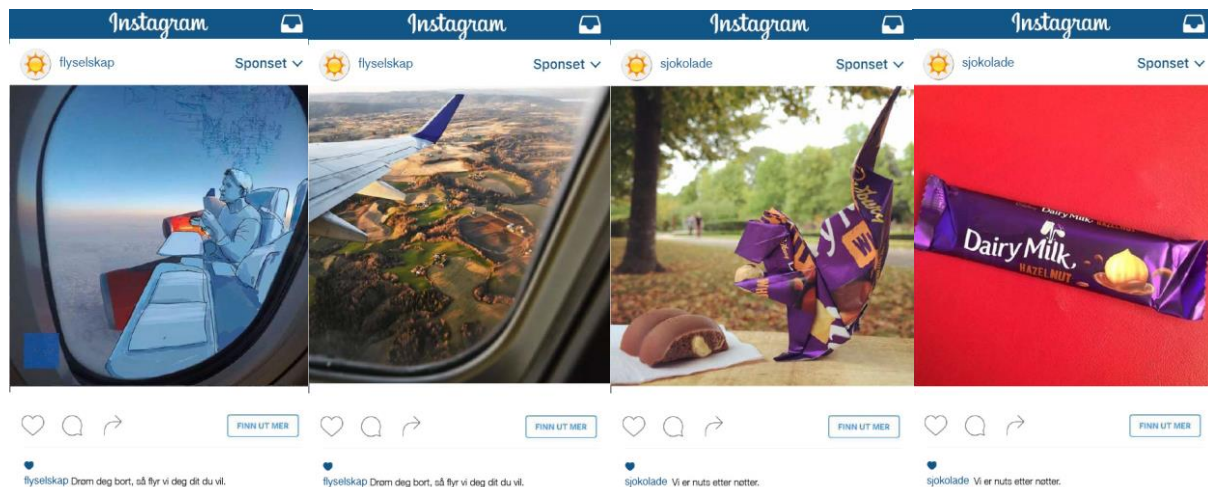 Instagram
flyselskap
Sponset
FINN UT MER
flyselskap Drøm deg bort, så flyr vi deg dit du vil.
Instagram
flyselskap
Sponset
FINN UT MER
flyselskap Drøm deg bort, så flyr vi deg dit du vil.
Instagram
sjokolade
Sponset
Cadbury
FINN UT MER
sjokolade Vi er nuts etter nøtter.
Instagram
sjokolade
Sponset
Dairy Milk
Dairy Milk
HAZELNUT
FINN UT MER
sjokolade Vi er nuts etter nøtter.